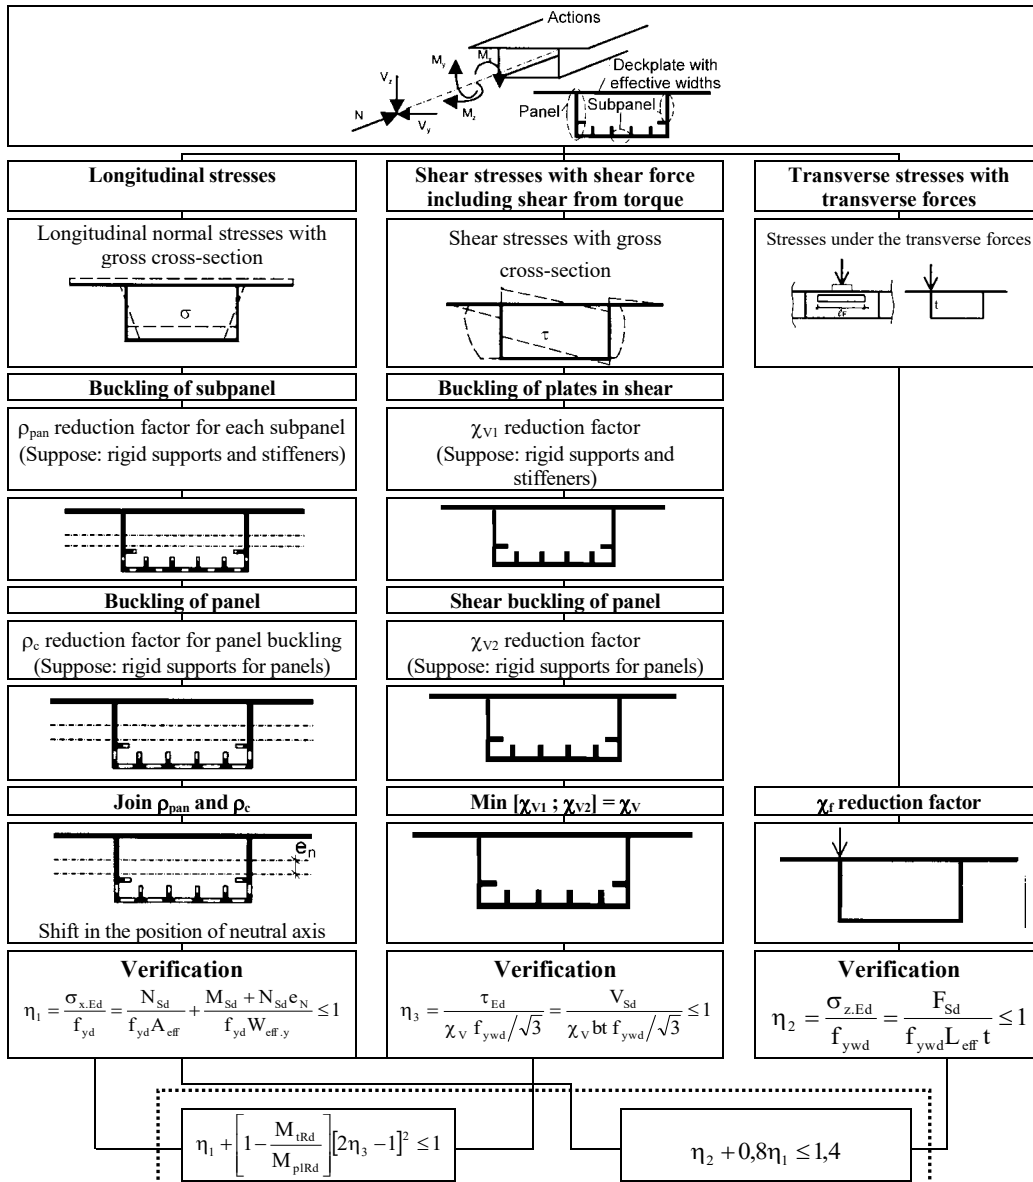 Actions
M_y
M_x
V_z
Deckplate with
effective widths
Subpanel
Panel
N
V_y
M_z
Longitudinal stresses
Longitudinal normal stresses with
gross cross-section
σ
Buckling of subpanel
ρ_pan reduction factor for each subpanel
(Suppose: rigid supports and stiffeners)
Buckling of panel
ρ_c reduction factor for panel buckling
(Suppose: rigid supports for panels)
Join ρ_pan and ρ_c
e_n
Shift in the position of neutral axis
Verification
η_1 = σ_x.Ed / f_yd = N_Sd / (f_yd A_eff) + (M_Sd + N_Sd e_N) / (f_yd W_eff.y) ≤ 1
Shear stresses with shear force
including shear from torque
Shear stresses with gross
cross-section
τ
Buckling of plates in shear
χ_V1 reduction factor
(Suppose: rigid supports and
stiffeners)
Shear buckling of panel
χ_V2 reduction factor
(Suppose: rigid supports for panels)
Min [χ_V1 ; χ_V2] = χ_V
Verification
η_3 = τ_Ed / (χ_V f_ywd/√3) = V_Sd / (χ_V bt f_ywd/√3) ≤ 1
Transverse stresses with
transverse forces
Stresses under the transverse forces
t
χ_f reduction factor
Verification
η_2 = σ_z.Ed / f_ywd = F_Sd / (f_ywd L_eff t) ≤ 1
η_1 + [1 − M_tRd / M_plRd] [2η_3 − 1]² ≤ 1
η_2 + 0,8η_1 ≤ 1,4